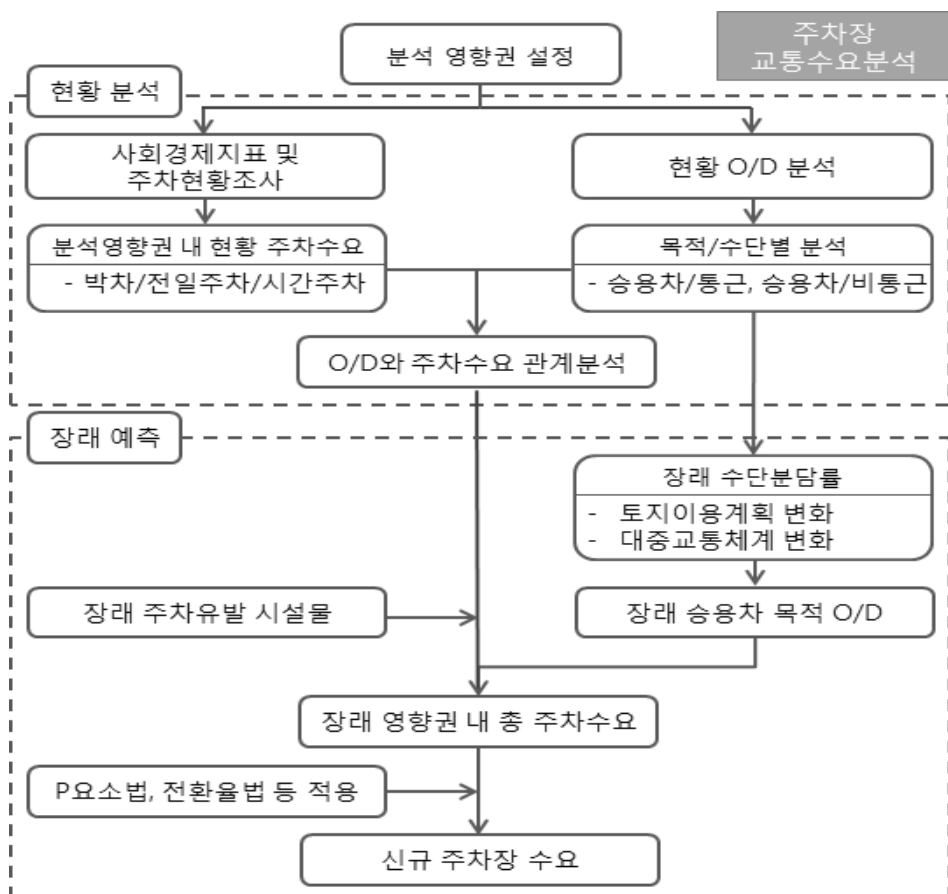 주차장
교통수요분석
분석 영향권 설정
현황 분석
사회경제지표 및
주차현황조사
현황 O/D 분석
분석영향권 내 현황 주차수요
- 박차/전일주차/시간주차
목적/수단별 분석
- 승용차/통근, 승용차/비통근
O/D와 주차수요 관계분석
장래 예측
장래 수단분담률
- 토지이용계획 변화
- 대중교통체계 변화
장래 주차유발 시설물
장래 승용차 목적 O/D
장래 영향권 내 총 주차수요
P요소법, 전환율법 등 적용
신규 주차장 수요